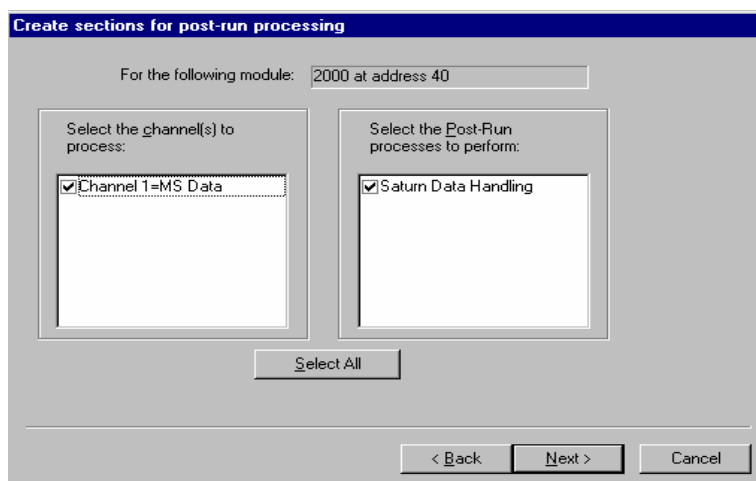 Create sections for post-run processing
For the following module: 2000 at address 40
Select the channel(s) to
process:
Channel 1=MS Data
Select the Post-Run
processes to perform:
Saturn Data Handling
Select All
< Back
Next >
Cancel